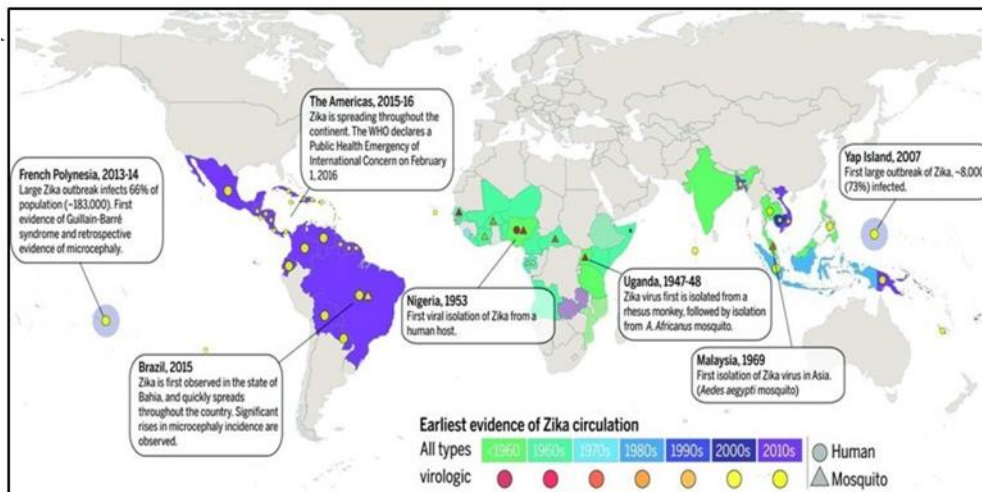 The Americas, 2015-16
Zika is spreading throughout the
continent. The WHO declares a
Public Health Emergency of
International Concern on February
1, 2016
French Polynesia, 2013-14
Large Zika outbreak infects 66% of
population (~183,000). First
evidence of Guillain-Barré
syndrome and retrospective
evidence of microcephaly.
Yap Island, 2007
First large outbreak of Zika, ~8,000
(73%) infected.
Nigeria, 1953
First viral isolation of Zika from a
human host.
Uganda, 1947-48
Zika virus first is isolated from a
rhesus monkey, followed by isolation
from A. Africanus mosquito.
Malaysia, 1969
First isolation of Zika virus in Asia.
(Aedes aegypti mosquito)
Brazil, 2015
Zika is first observed in the state of
Bahia, and quickly spreads
throughout the country. Significant
rises in microcephaly incidence are
observed.
Earliest evidence of Zika circulation
All types <1960 1960s 1970s 1980s 1990s 2000s 2010s Human
virologic Mosquito